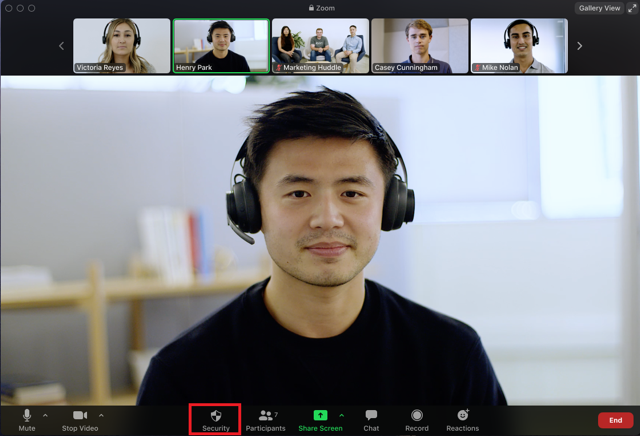 Zoom
Gallery View
Victoria Reyes
Henry Park
Marketing Huddle
Casey Cunningham
Mike Nolan
Mute
Stop Video
Security
Participants
7
Share Screen
Chat
Record
Reactions
End